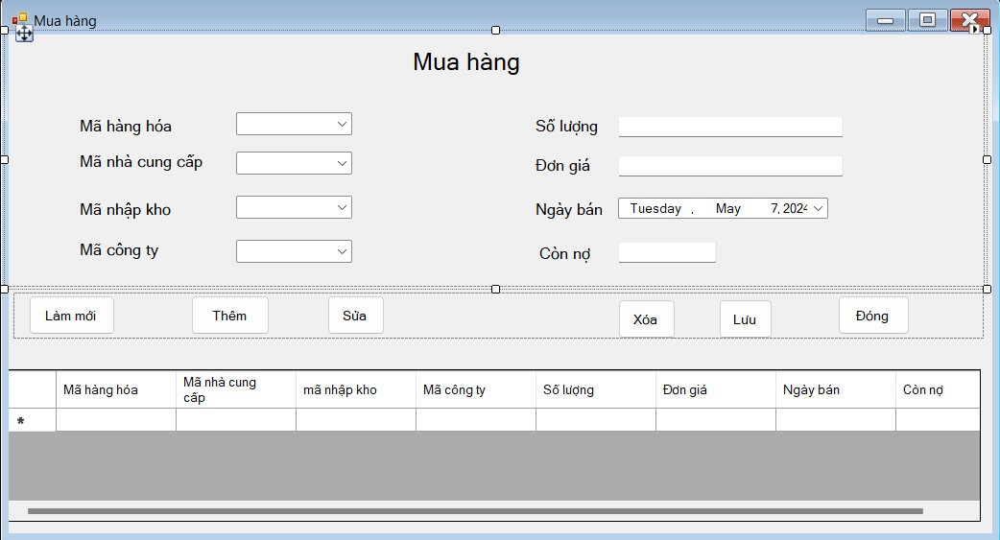 Mua hàng
Mua hàng
Mã hàng hóa
Số lượng
Mã nhà cung cấp
Đơn giá
Mã nhập kho
Ngày bán
Tuesday , May 7, 2024
Mã công ty
Còn nợ
Làm mới
Thêm
Sửa
Xóa
Lưu
Đóng
Mã hàng hóa
Mã nhà cung
cấp
mã nhập kho
Mã công ty
Số lượng
Đơn giá
Ngày bán
Còn nợ
*